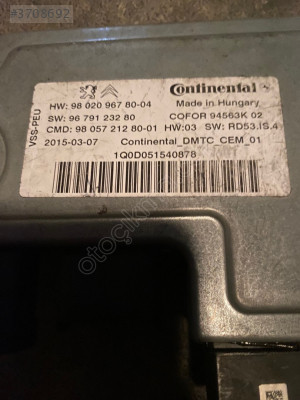 #3708692
Continental
VSS-PEU
HW: 98 020 967 80-04
Made in Hungary
SW: 96 791 232 80
COFOR 94563K 02
CMD: 98 057 212 80-01 HW:03 SW: RD53.IS.4
2015-03-07 Continental_DMTC_CEM_01
1Q0D051540878